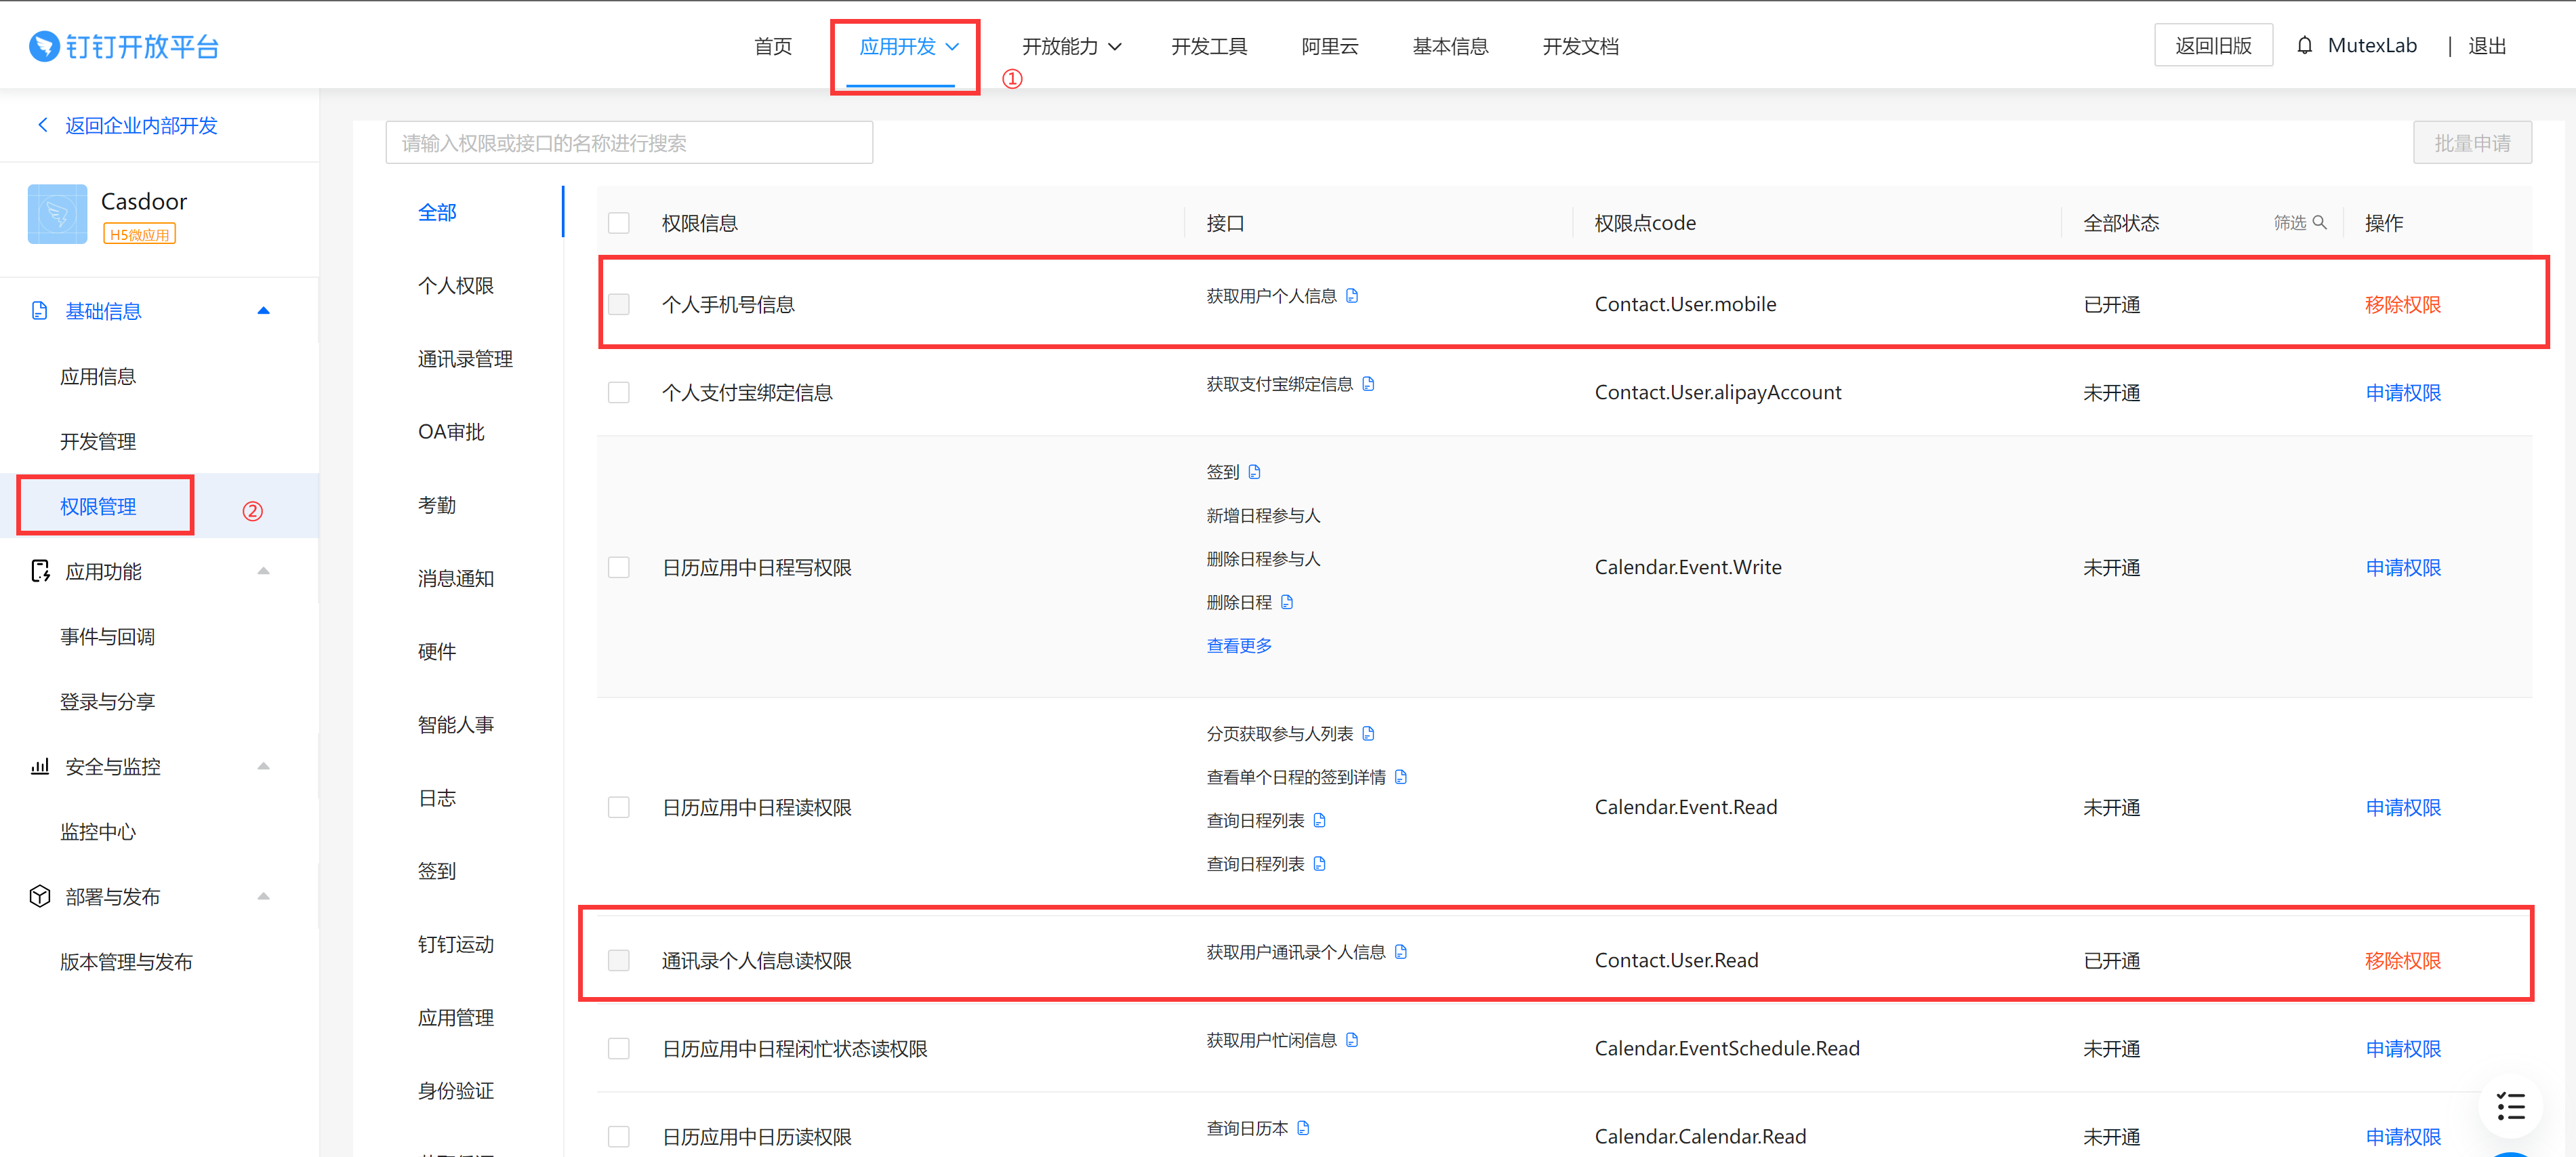 钉钉开放平台
首页 应用开发 开放能力 开发工具 阿里云 基本信息 开发文档 返回旧版 MutexLab | 退出
①
返回企业内部开发
请输入权限或接口的名称进行搜索
批量申请
Casdoor
H5微应用
基础信息
应用信息
开发管理
权限管理
②
应用功能
事件与回调
登录与分享
安全与监控
监控中心
部署与发布
版本管理与发布
全部
个人权限
通讯录管理
OA审批
考勤
消息通知
硬件
智能人事
日志
签到
钉钉运动
应用管理
身份验证
权限信息 接口 权限点code 全部状态 筛选 操作
个人手机号信息 获取用户个人信息 Contact.User.mobile 已开通 移除权限
个人支付宝绑定信息 获取支付宝绑定信息 Contact.User.alipayAccount 未开通 申请权限
签到
新增日程参与人
删除日程参与人
日历应用中日程写权限 Calendar.Event.Write 未开通 申请权限
删除日程
查看更多
分页获取参与人列表
查看单个日程的签到详情
日历应用中日程读权限 Calendar.Event.Read 未开通 申请权限
查询日程列表
查询日程列表
通讯录个人信息读权限 获取用户通讯录个人信息 Contact.User.Read 已开通 移除权限
日历应用中日程闲忙状态读权限 获取用户忙闲信息 Calendar.EventSchedule.Read 未开通 申请权限
日历应用中日历读权限 查询日历本 Calendar.Calendar.Read 未开通 申请权限